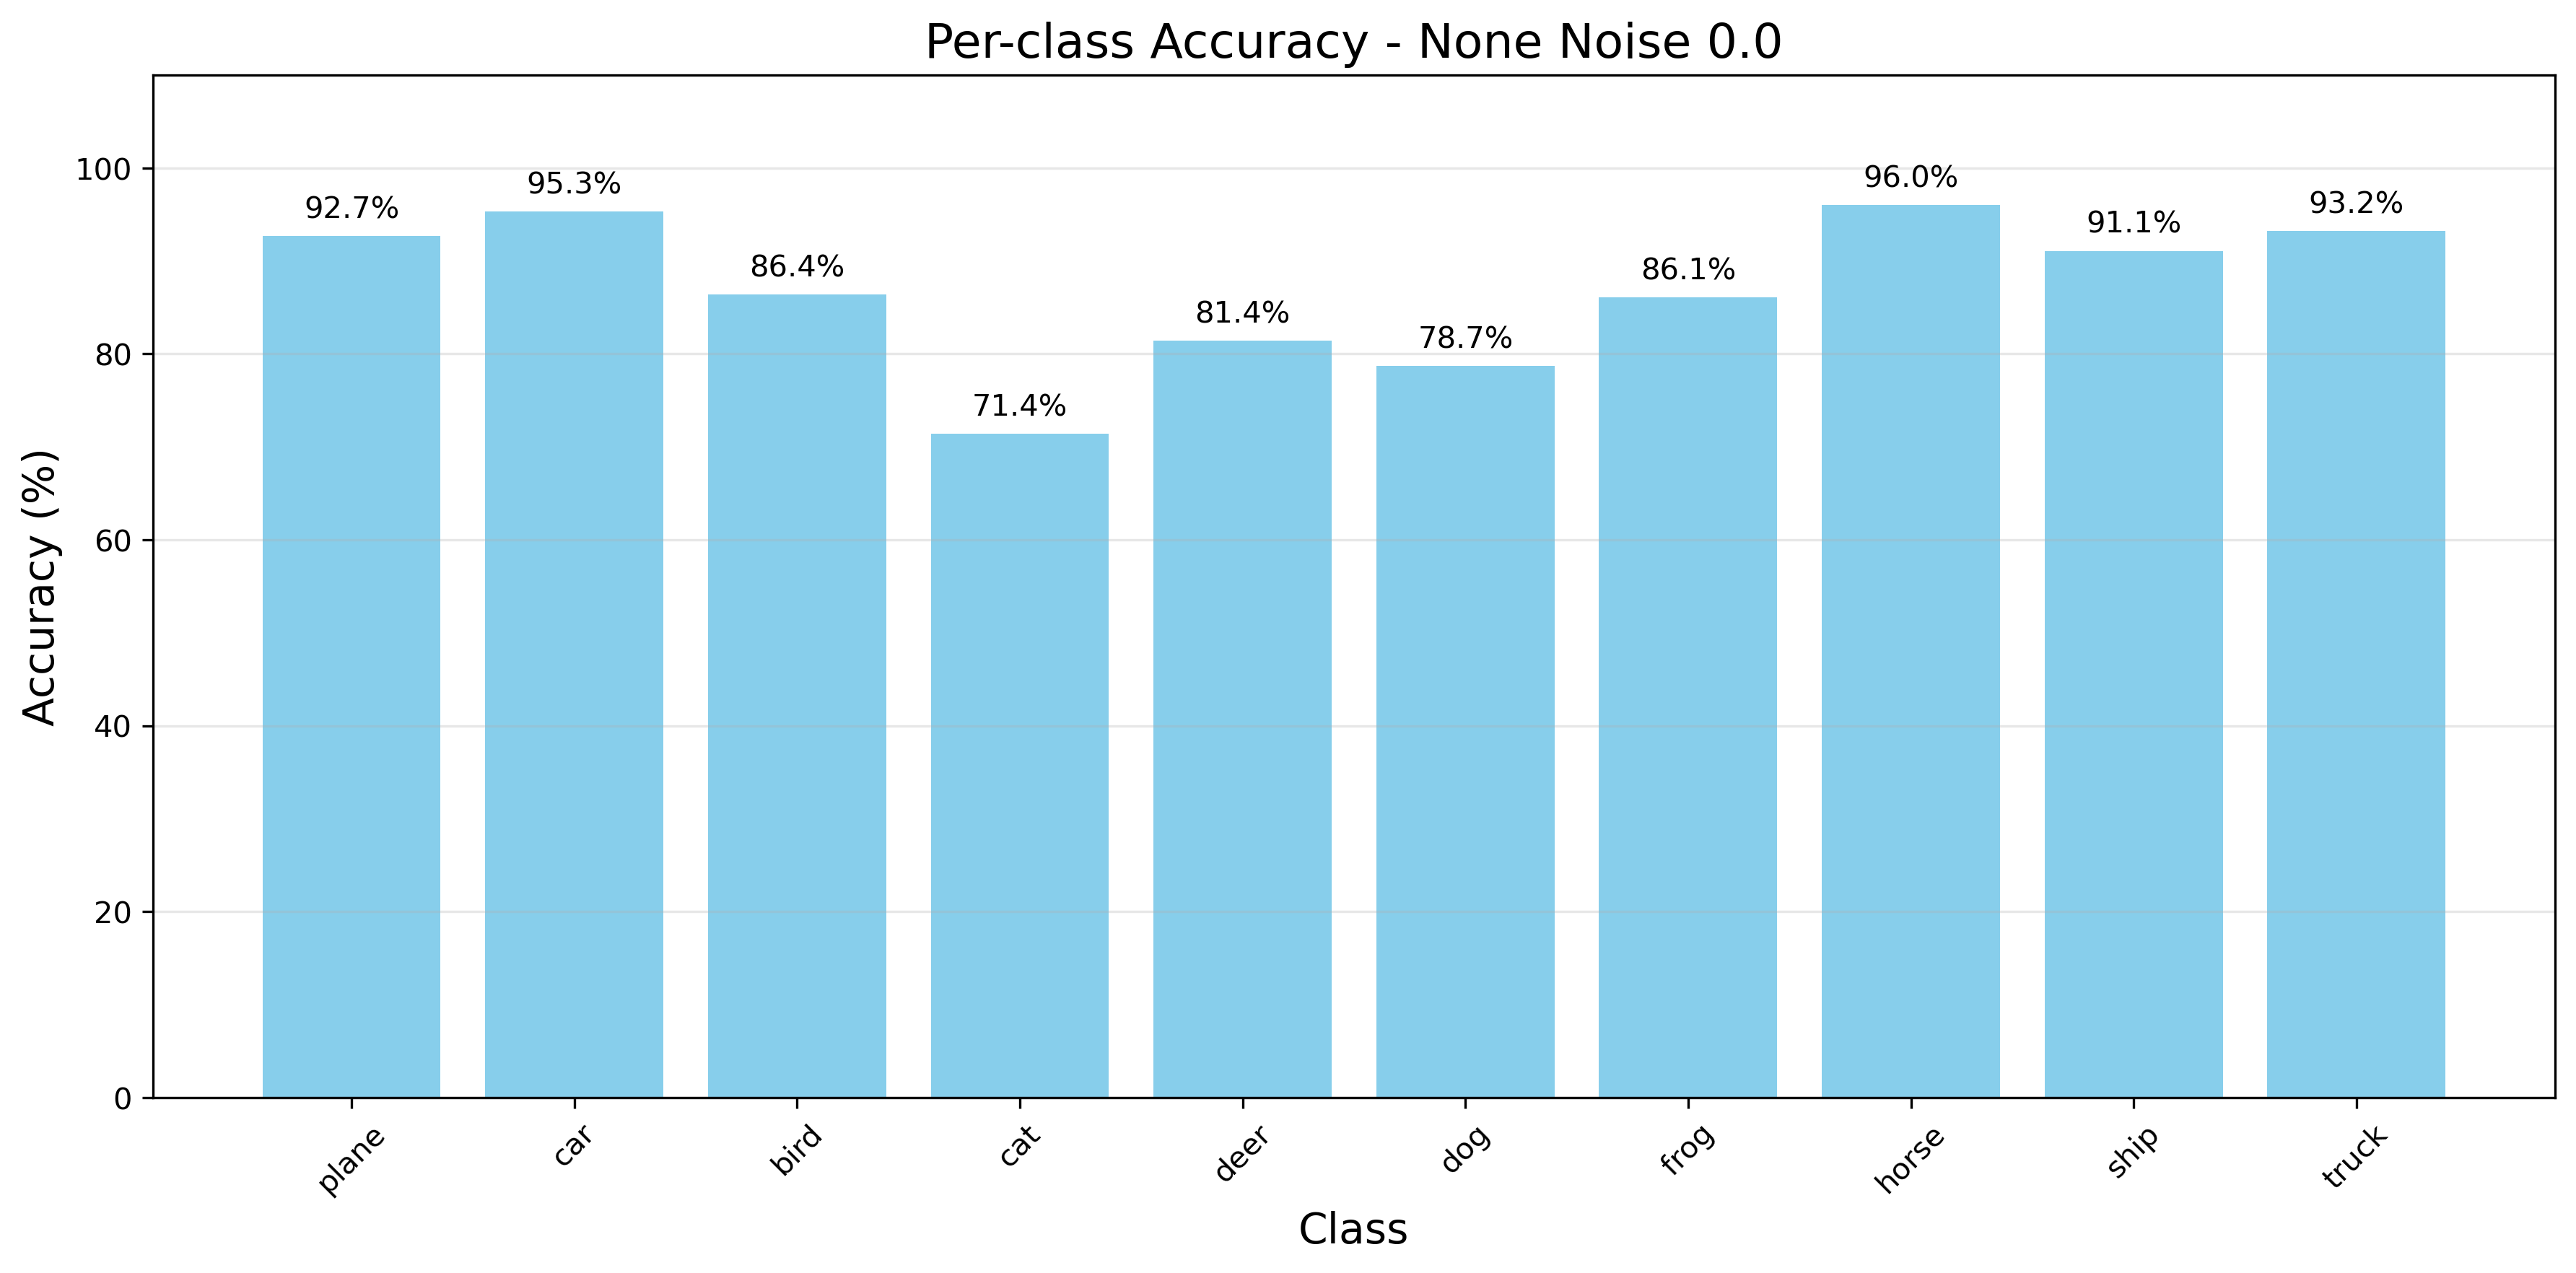 Per-class Accuracy - None Noise 0.0
Accuracy (%)
100
80
60
40
20
0
92.7%
95.3%
86.4%
71.4%
81.4%
78.7%
86.1%
96.0%
91.1%
93.2%
plane
car
bird
cat
deer
dog
frog
horse
ship
truck
Class